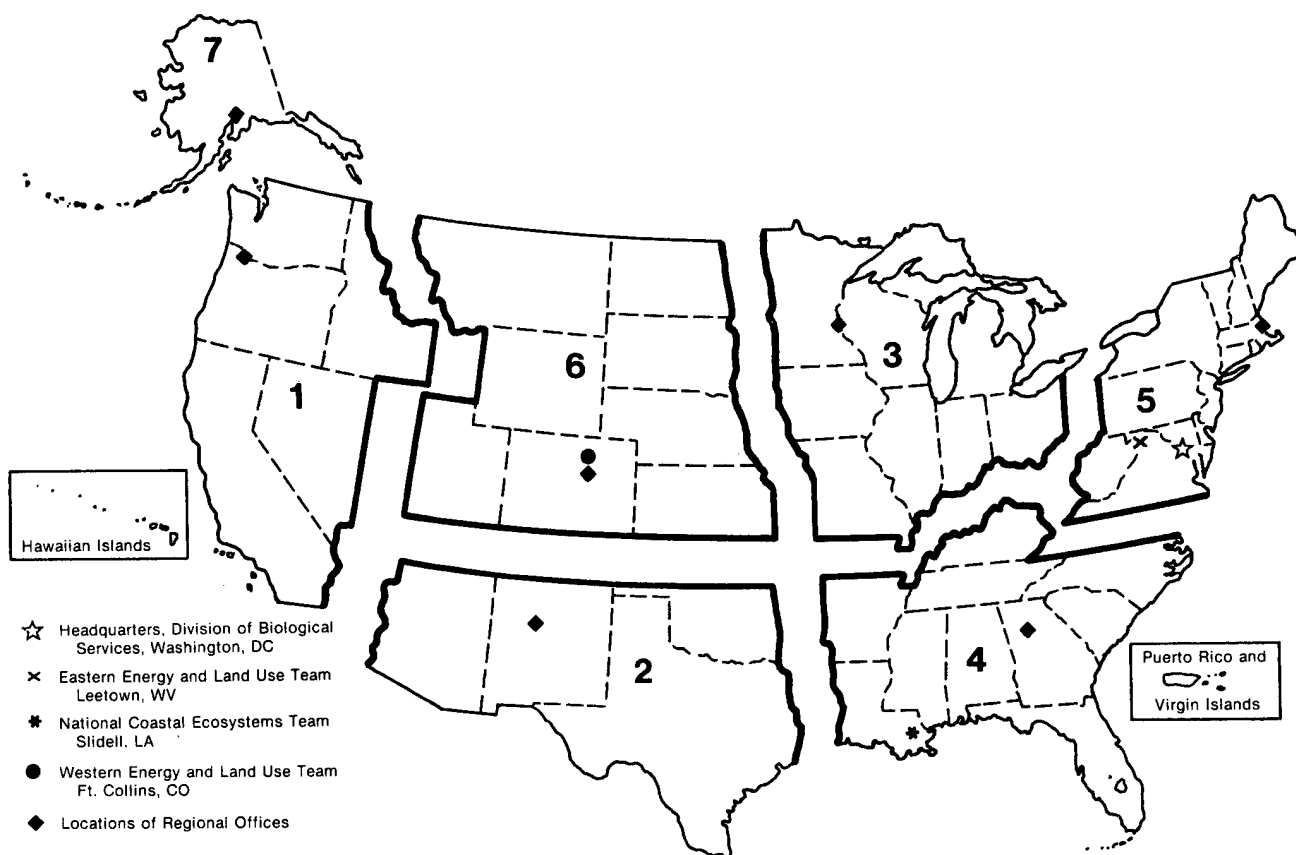 7
6
3
1
5
Hawaiian Islands
2
4
Headquarters, Division of Biological
Services, Washington, DC
Eastern Energy and Land Use Team
Leetown, WV
National Coastal Ecosystems Team
Slidell, LA
Western Energy and Land Use Team
Ft. Collins, CO
Locations of Regional Offices
Puerto Rico and
Virgin Islands